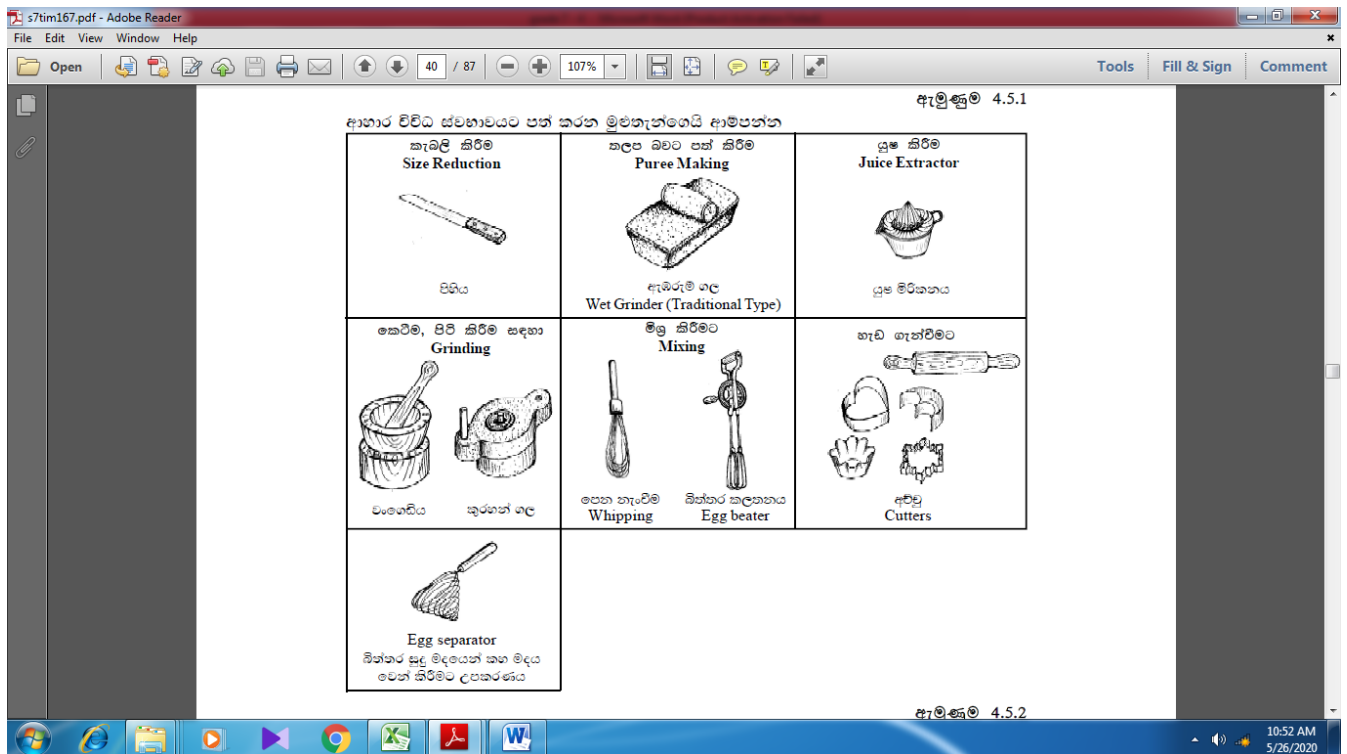 s7tim167.pdf - Adobe Reader
File Edit View Window Help
Open 40 / 87 107% Tools Fill & Sign Comment
ඇමුණුම 4.5.1
ආහාර විවිධ ස්වභාවයට පත් කරන මුළුතැන්ගෙයි ආම්පන්න
කැබලි කිරීම
Size Reduction
පිහිය
තලප බවට පත් කිරීම
Puree Making
ඇඹරුම් ගල
Wet Grinder (Traditional Type)
යුෂ කිරීම
Juice Extractor
යුෂ මිරිකනය
කෙටීම, පිටි කිරීම සඳහා
Grinding
වංගෙඩිය කුරහන් ගල
මිශ්‍ර කිරීමට
Mixing
පෙන නැංවීම බිත්තර කලතනය
Whipping Egg beater
හැඩ ගැන්වීමට
අච්චු
Cutters
Egg separator
බිත්තර සුදු මදයෙන් කහ මදය
වෙන් කිරීමට උපකරණය
ඇමුණුම 4.5.2
10:52 AM
5/26/2020